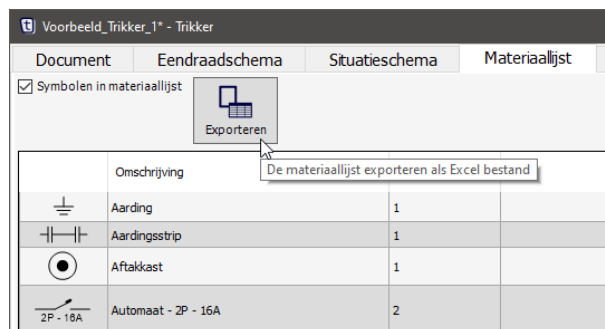 Voorbeeld_Trikker_1* - Trikker
Document Eendraadschema Situatieschema Materiaallijst
Symbolen in materiaallijst
Exporteren
De materiaallijst exporteren als Excel bestand
Omschrijving
Aarding 1
Aardingsstrip 1
Aftakkast 1
2P - 16A Automaat - 2P - 16A 2